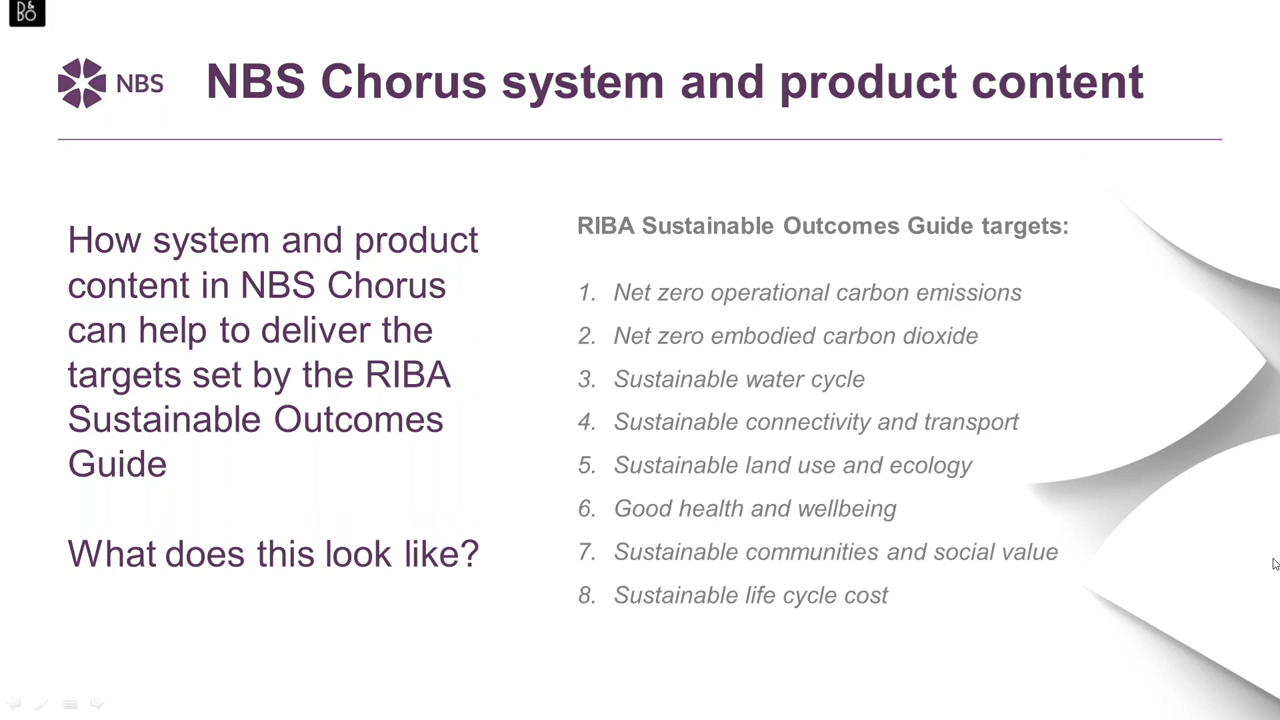 B&O
NBS
NBS Chorus system and product content
How system and product
content in NBS Chorus
can help to deliver the
targets set by the RIBA
Sustainable Outcomes
Guide
What does this look like?
RIBA Sustainable Outcomes Guide targets:
1. Net zero operational carbon emissions
2. Net zero embodied carbon dioxide
3. Sustainable water cycle
4. Sustainable connectivity and transport
5. Sustainable land use and ecology
6. Good health and wellbeing
7. Sustainable communities and social value
8. Sustainable life cycle cost